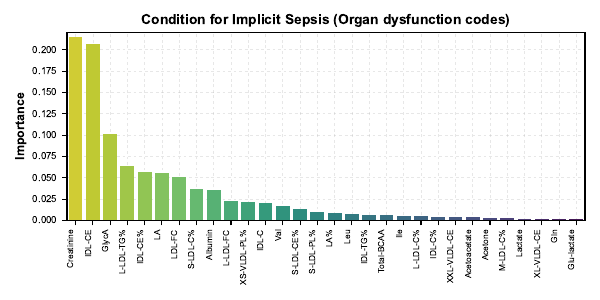 Condition for Implicit Sepsis (Organ dysfunction codes)
Importance
0.200
0.175
0.150
0.125
0.100
0.075
0.050
0.025
0.000
Creatinine
IDL-CE
GlycA
L-LDL-TG%
IDL-CE%
LA
LDL-FC
S-LDL-C%
Albumin
L-LDL-FC
XS-VLDL-PL%
IDL-C
Val
S-LDL-CE%
S-LDL-PL%
LA%
Leu
IDL-TG%
Total-BCAA
Ile
L-LDL-C%
IDL-C%
XXL-VLDL-CE
Acetoacetate
Acetone
M-LDL-C%
Lactate
XL-VLDL-CE
Gln
Glu-lactate